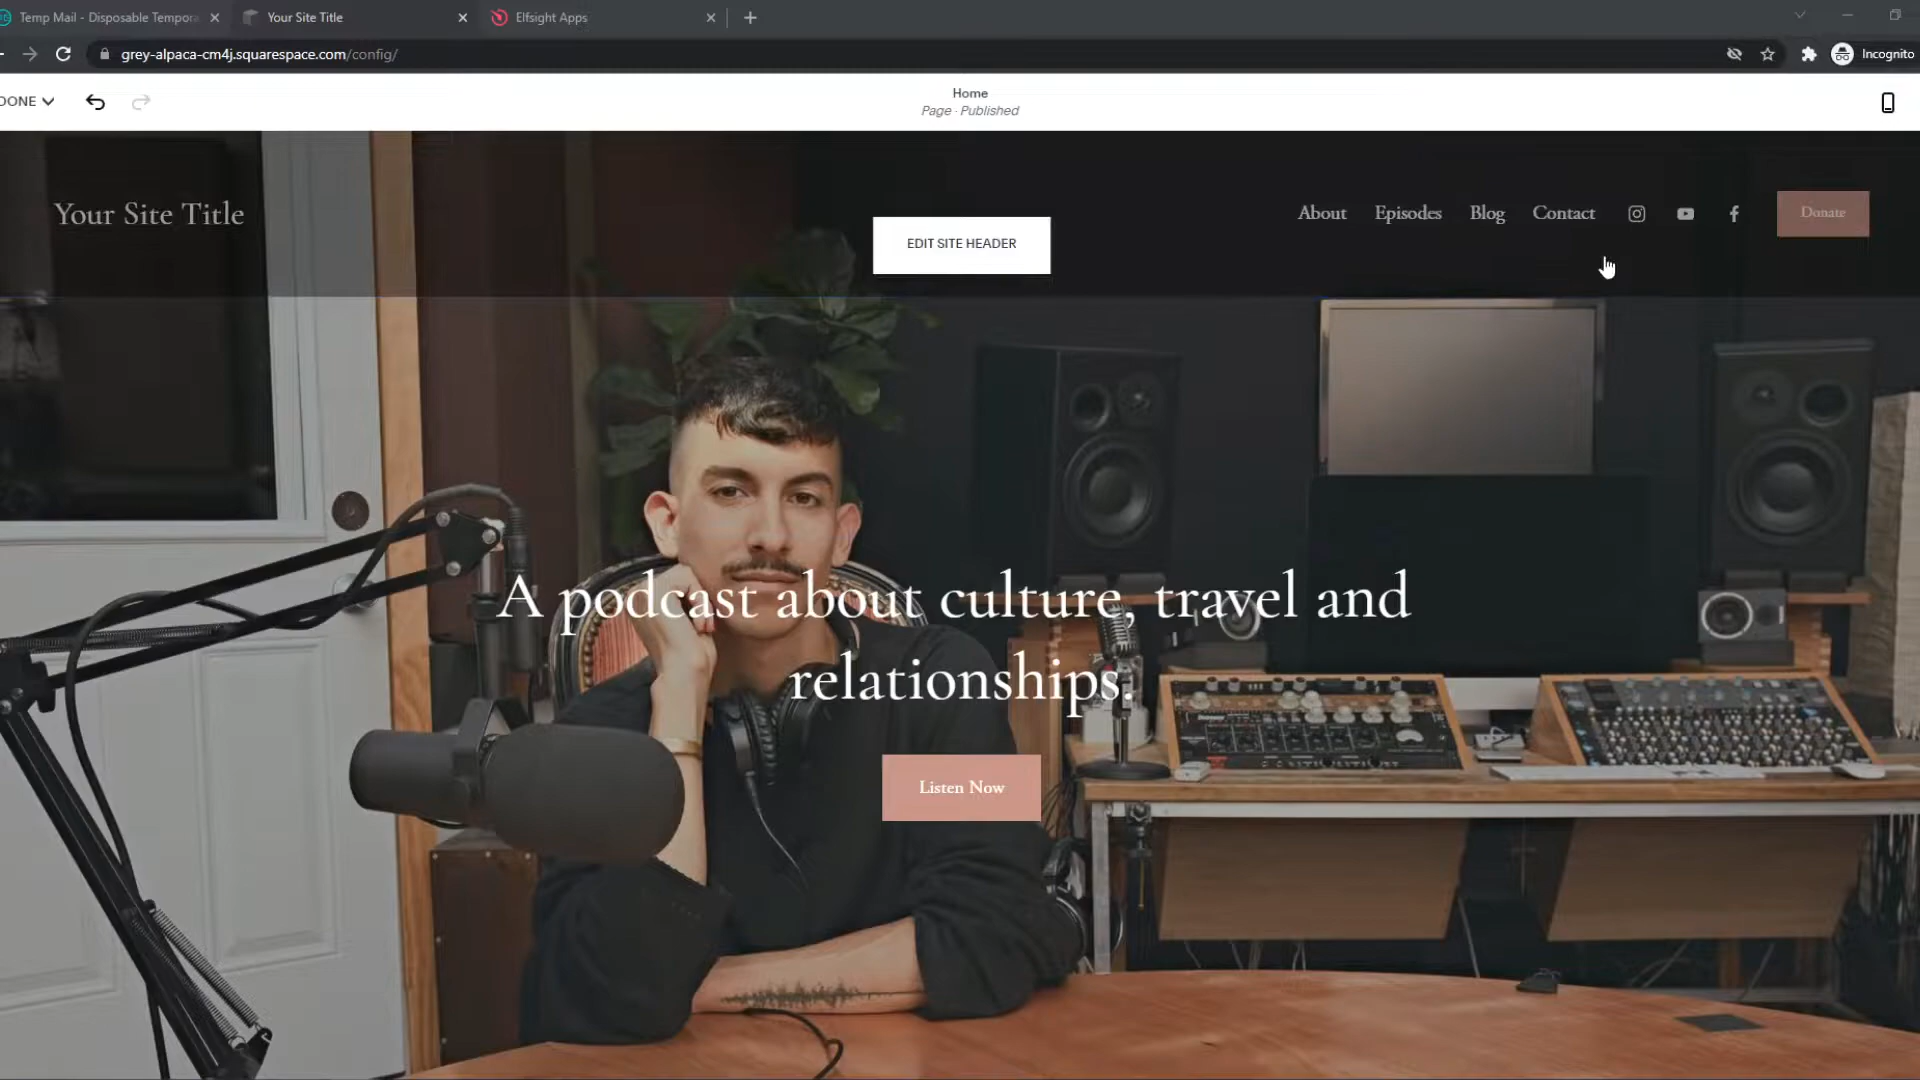 Temp Mail - Disposable Tempora
Your Site Title
Elfsight Apps
grey-alpaca-cm4j.squarespace.com/config/
Incognito
DONE
Home
Page · Published
Your Site Title
EDIT SITE HEADER
About
Episodes
Blog
Contact
Donate
A podcast about culture, travel and
relationships.
Listen Now